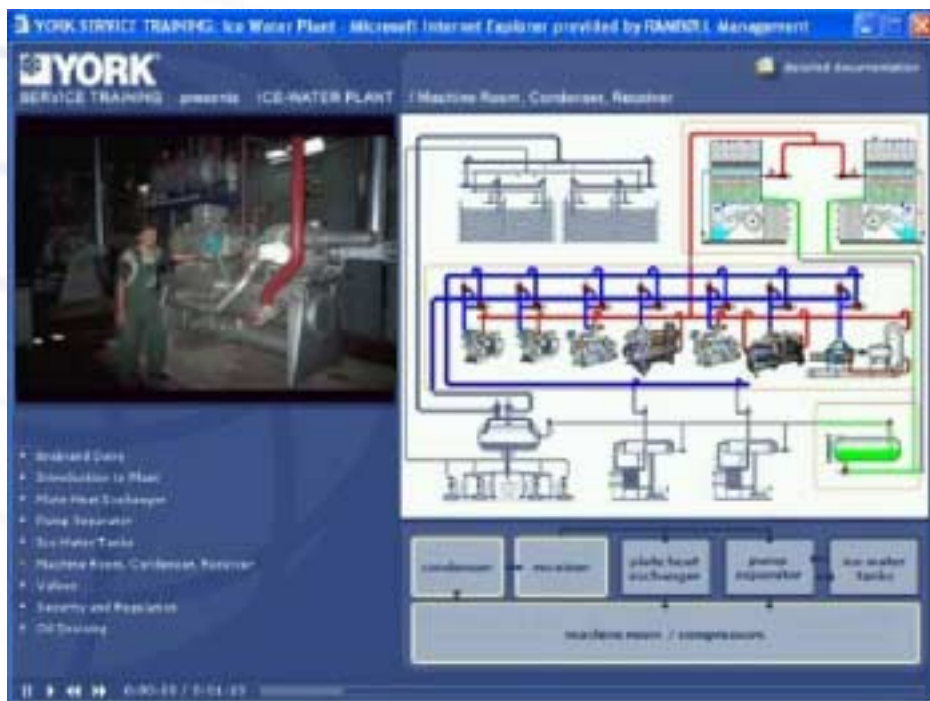 YORK SERVICE TRAINING: Ice Water Plant - Microsoft Internet Explorer provided by Management
YORK
SERVICE TRAINING presents ICE-WATER PLANT / Machine Room, Condenser, Receiver
detailed documentation
Introduction to Plant
Plate Heat Exchanger
Pump Separator
Ice Water Tanks
Machine Room, Condenser, Receiver
Valves
Security and Regulation
Oil Draining
condenser
receiver
plate heat
exchanger
pump
separator
ice water
tanks
machine room / compressors